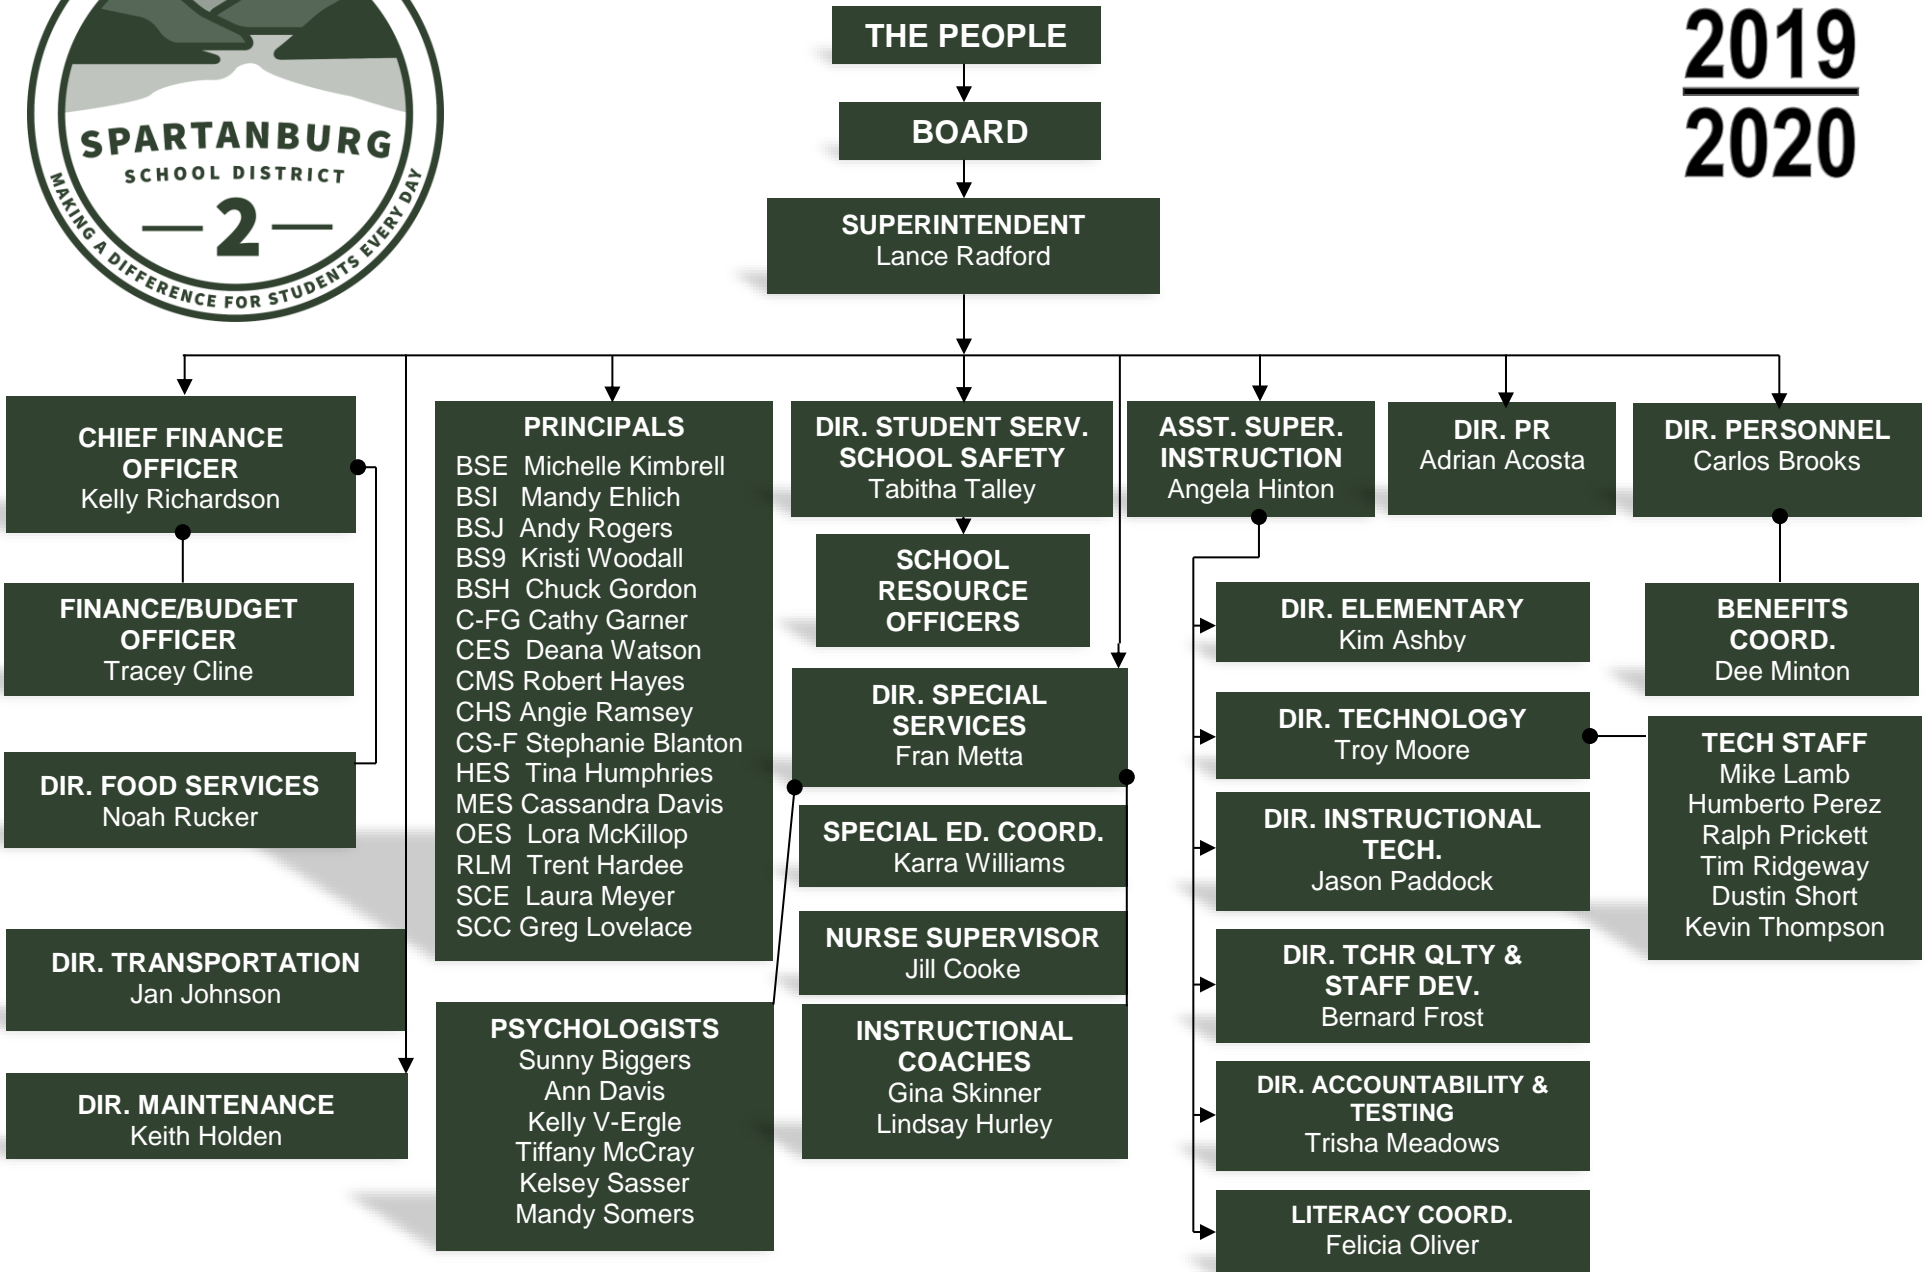 SPARTANBURG
SCHOOL DISTRICT
2
MAKING A DIFFERENCE FOR STUDENTS EVERY DAY
2019
2020
THE PEOPLE
BOARD
SUPERINTENDENT
Lance Radford
CHIEF FINANCE
OFFICER
Kelly Richardson
FINANCE/BUDGET
OFFICER
Tracey Cline
DIR. FOOD SERVICES
Noah Rucker
DIR. TRANSPORTATION
Jan Johnson
DIR. MAINTENANCE
Keith Holden
PRINCIPALS
BSE Michelle Kimbrell
BSI Mandy Ehlich
BSJ Andy Rogers
BS9 Kristi Woodall
BSH Chuck Gordon
C-FG Cathy Garner
CES Deana Watson
CMS Robert Hayes
CHS Angie Ramsey
CS-F Stephanie Blanton
HES Tina Humphries
MES Cassandra Davis
OES Lora McKillop
RLM Trent Hardee
SCE Laura Meyer
SCC Greg Lovelace
PSYCHOLOGISTS
Sunny Biggers
Ann Davis
Kelly V-Ergle
Tiffany McCray
Kelsey Sasser
Mandy Somers
DIR. STUDENT SERV.
SCHOOL SAFETY
Tabitha Talley
SCHOOL
RESOURCE
OFFICERS
DIR. SPECIAL
SERVICES
Fran Metta
SPECIAL ED. COORD.
Karra Williams
NURSE SUPERVISOR
Jill Cooke
INSTRUCTIONAL
COACHES
Gina Skinner
Lindsay Hurley
ASST. SUPER.
INSTRUCTION
Angela Hinton
DIR. ELEMENTARY
Kim Ashby
DIR. TECHNOLOGY
Troy Moore
DIR. INSTRUCTIONAL
TECH.
Jason Paddock
DIR. TCHR QLTY &
STAFF DEV.
Bernard Frost
DIR. ACCOUNTABILITY &
TESTING
Trisha Meadows
LITERACY COORD.
Felicia Oliver
DIR. PR
Adrian Acosta
DIR. PERSONNEL
Carlos Brooks
BENEFITS
COORD.
Dee Minton
TECH STAFF
Mike Lamb
Humberto Perez
Ralph Prickett
Tim Ridgeway
Dustin Short
Kevin Thompson